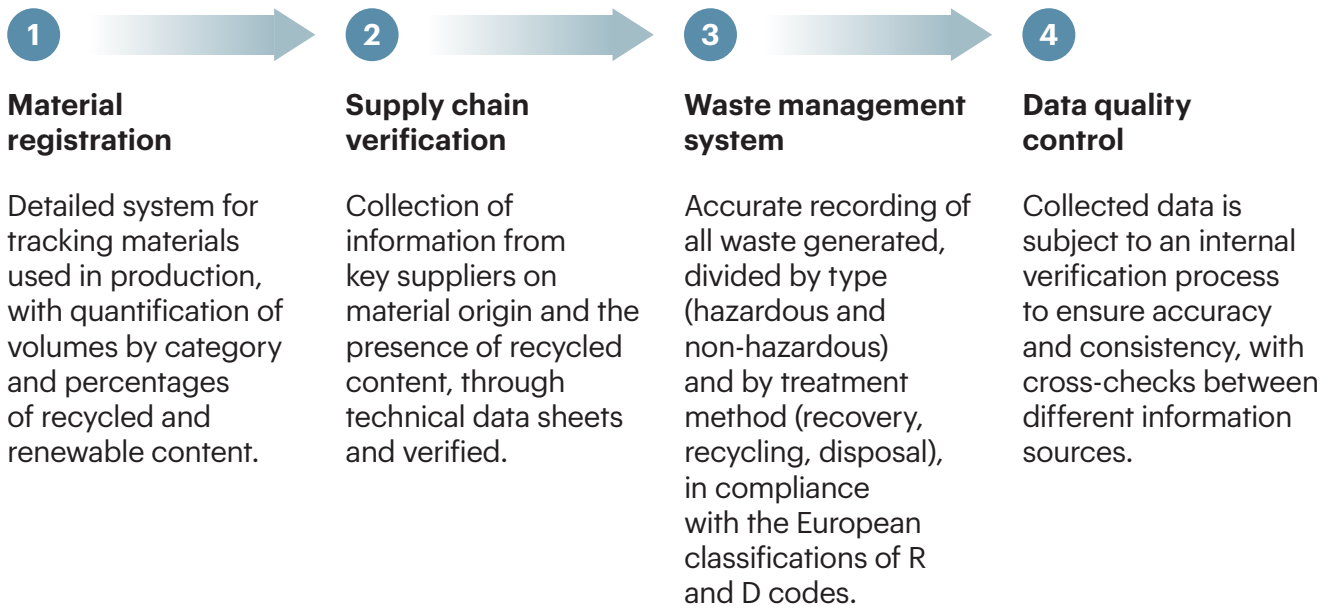 1
Material
registration
Detailed system for
tracking materials
used in production,
with quantification of
volumes by category
and percentages
of recycled and
renewable content.
2
Supply chain
verification
Collection of
information from
key suppliers on
material origin and the
presence of recycled
content, through
technical data sheets
and verified.
3
Waste management
system
Accurate recording of
all waste generated,
divided by type
(hazardous and
non-hazardous)
and by treatment
method (recovery,
recycling, disposal),
in compliance
with the European
classifications of R
and D codes.
4
Data quality
control
Collected data is
subject to an internal
verification process
to ensure accuracy
and consistency, with
cross-checks between
different information
sources.